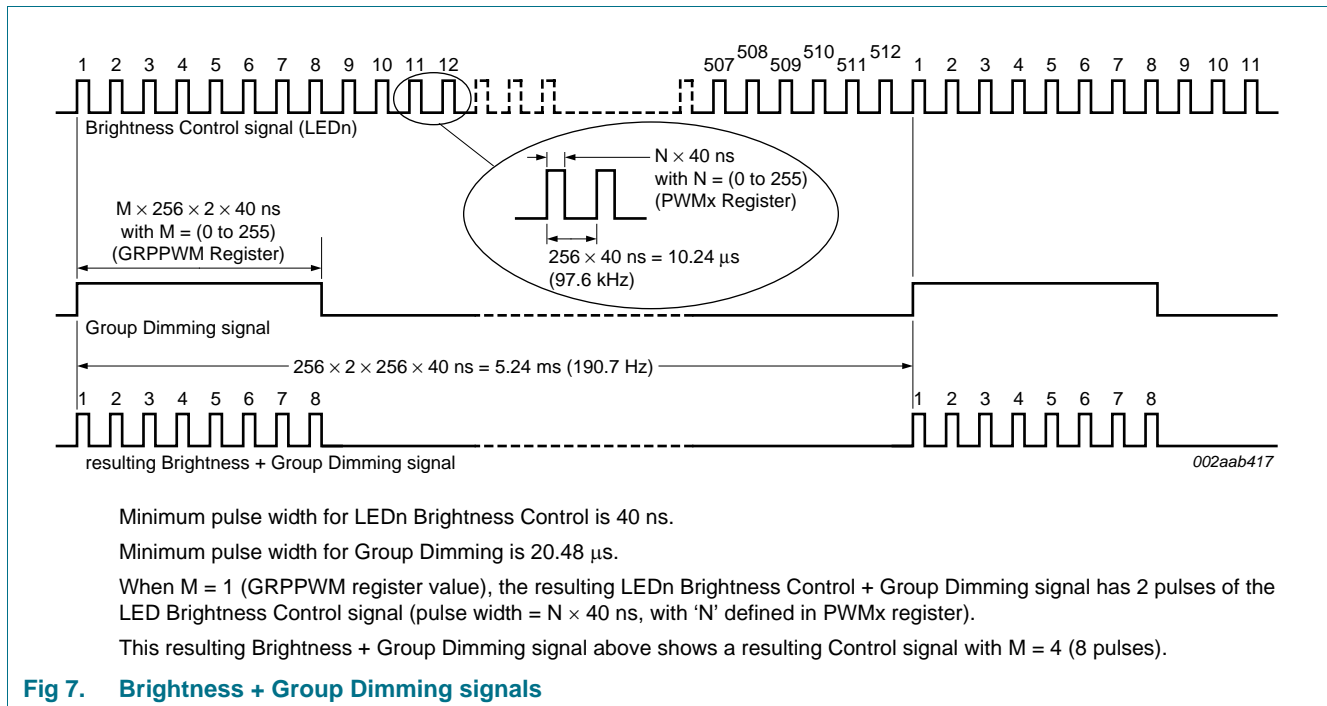 1 2 3 4 5 6 7 8 9 10 11 12 507 508 509 510 511 512 1 2 3 4 5 6 7 8 9 10 11
Brightness Control signal (LEDn)
N × 40 ns
with N = (0 to 255)
(PWMx Register)
256 × 40 ns = 10.24 μs
(97.6 kHz)
M × 256 × 2 × 40 ns
with M = (0 to 255)
(GRPPWM Register)
Group Dimming signal
256 × 2 × 256 × 40 ns = 5.24 ms (190.7 Hz)
1 2 3 4 5 6 7 8 1 2 3 4 5 6 7 8
resulting Brightness + Group Dimming signal
002aab417
Minimum pulse width for LEDn Brightness Control is 40 ns.
Minimum pulse width for Group Dimming is 20.48 μs.
When M = 1 (GRPPWM register value), the resulting LEDn Brightness Control + Group Dimming signal has 2 pulses of the
LED Brightness Control signal (pulse width = N × 40 ns, with ‘N’ defined in PWMx register).
This resulting Brightness + Group Dimming signal above shows a resulting Control signal with M = 4 (8 pulses).
Fig 7. Brightness + Group Dimming signals